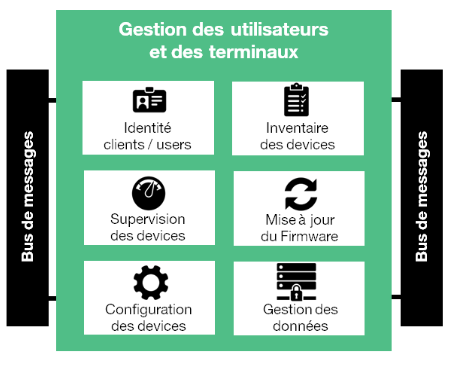 Gestion des utilisateurs
et des terminaux
Bus de messages
Identité
clients / users
Inventaire
des devices
Supervision
des devices
Mise à jour
du Firmware
Configuration
des devices
Gestion des
données
Bus de messages